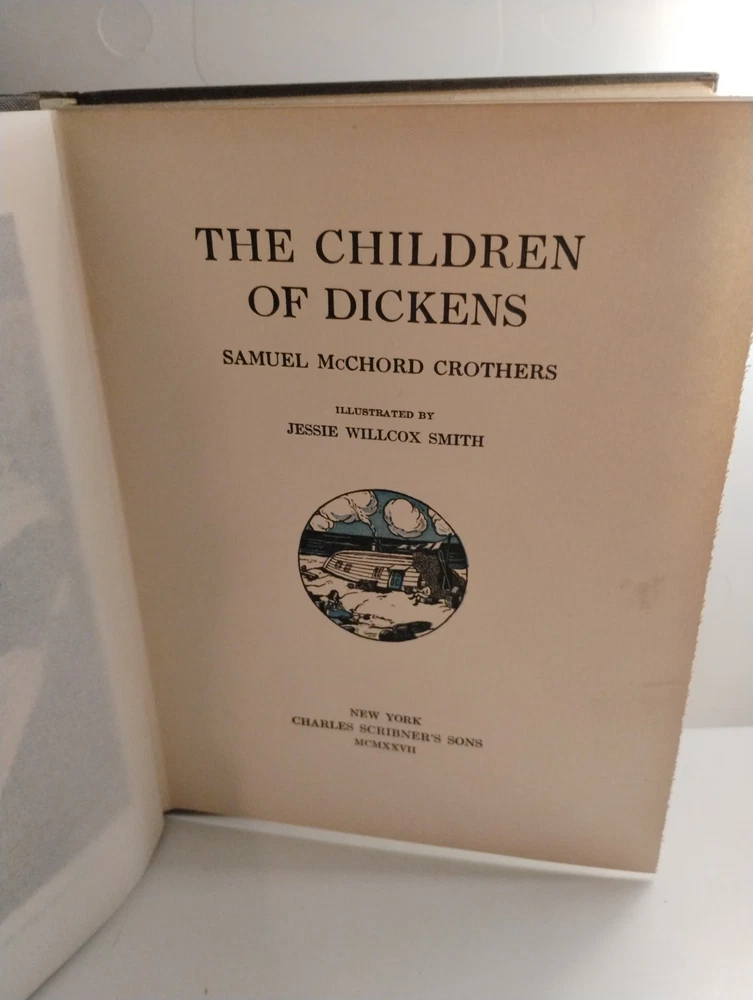 THE CHILDREN
OF DICKENS
SAMUEL McCHORD CROTHERS
ILLUSTRATED BY
JESSIE WILLCOX SMITH
NEW YORK
CHARLES SCRIBNER'S SONS
MCMXXVII